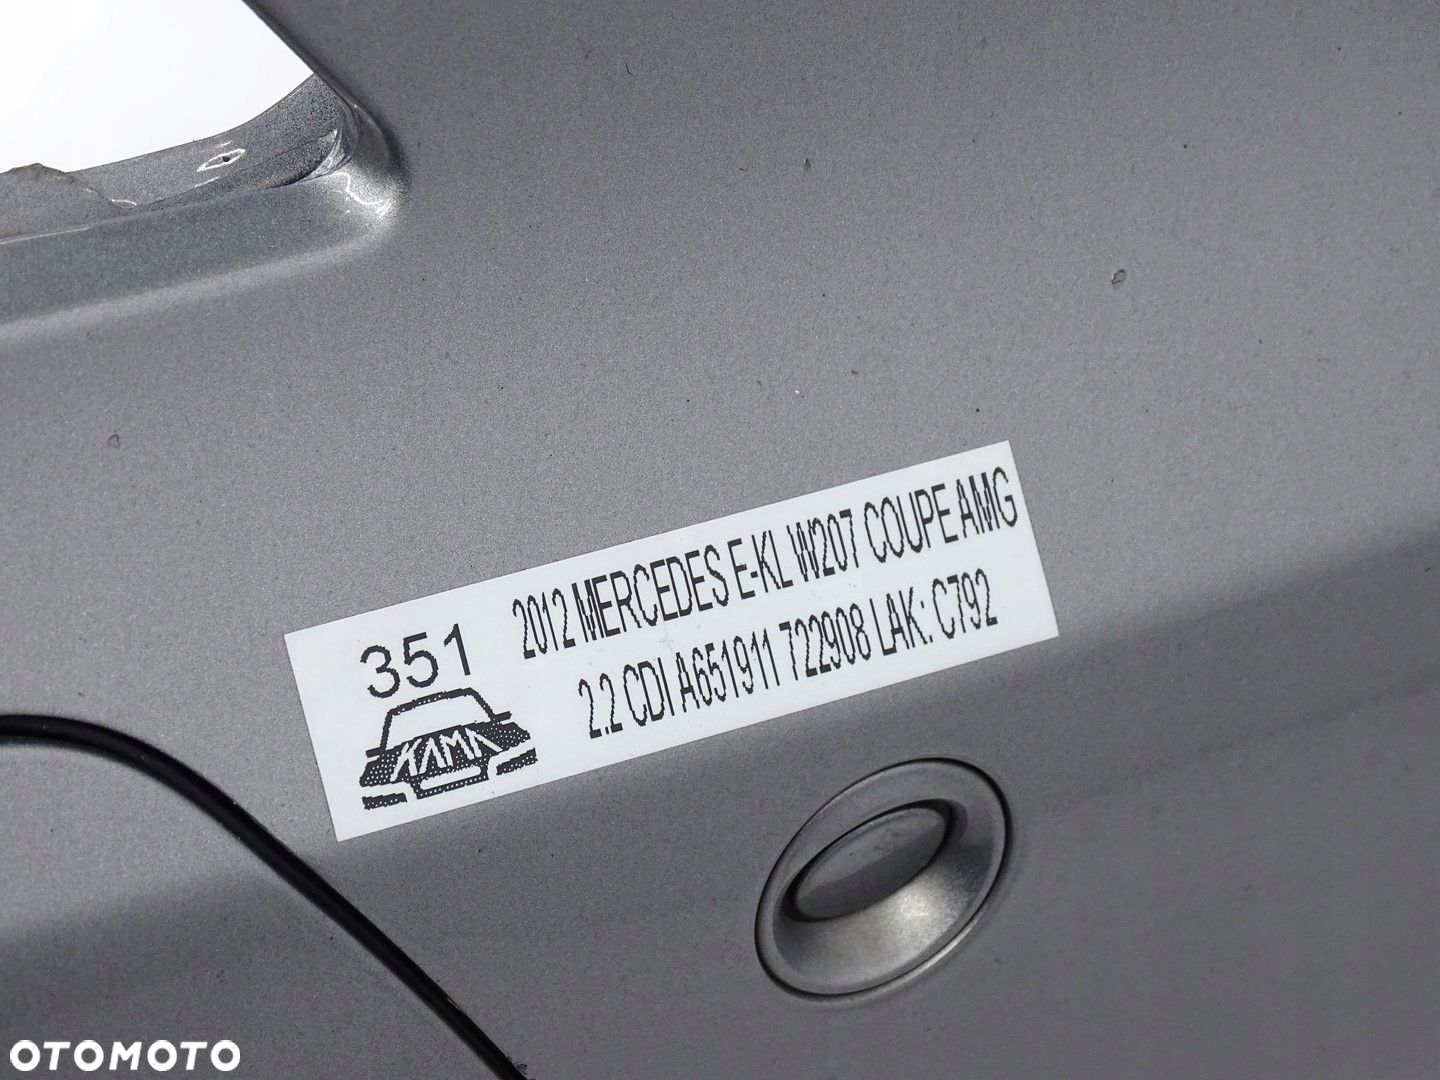 351
2012 MERCEDES E-KL W207 COUPE AMG
2.2 CDI A651911 722908 LAK: C792
KAMA
OTOMOTO